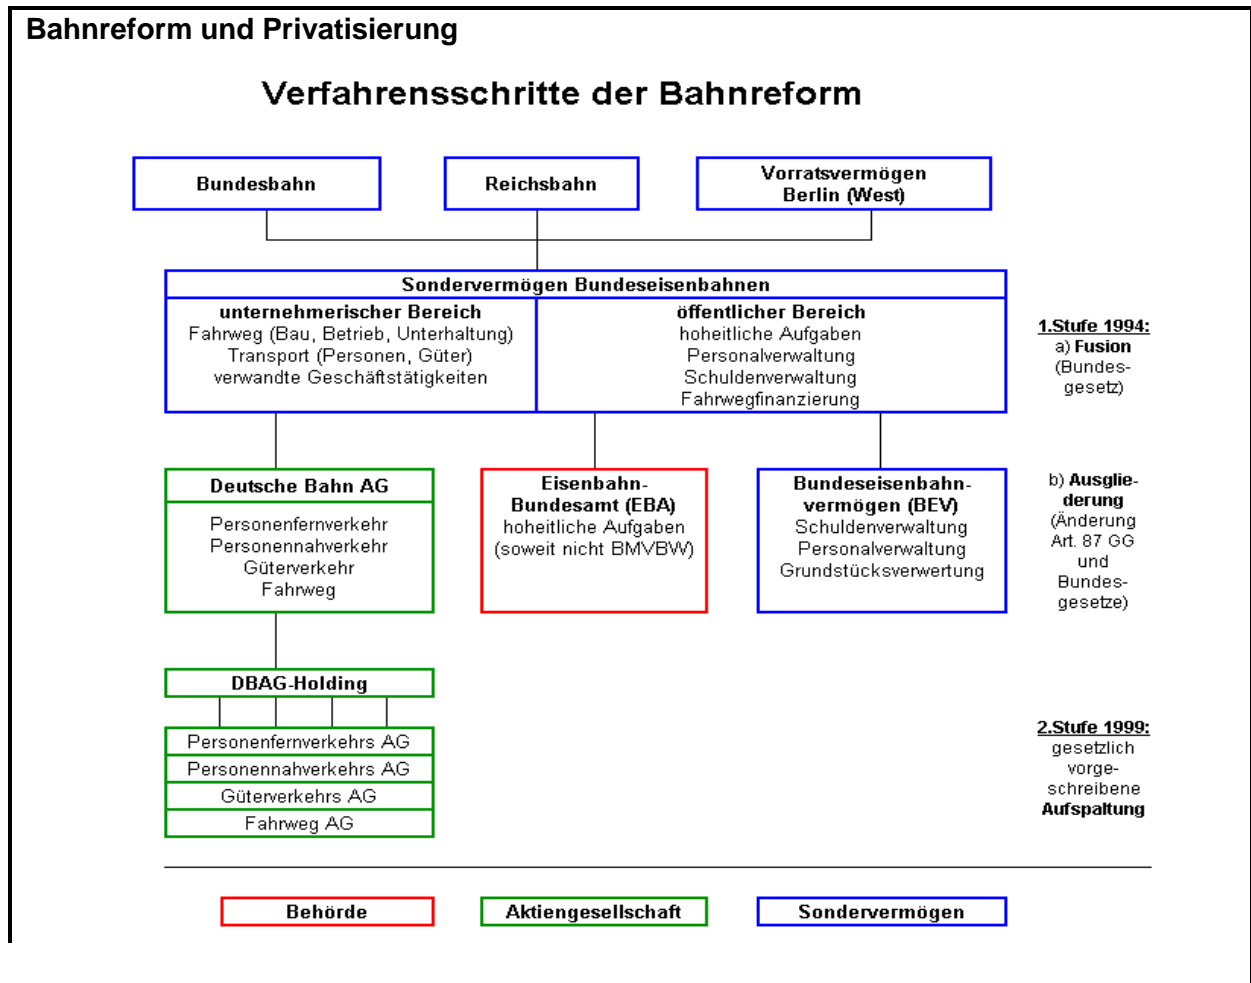 Bahnreform und Privatisierung
Verfahrensschritte der Bahnreform
Bundesbahn
Reichsbahn
Vorratsvermögen
Berlin (West)
Sondervermögen Bundeseisenbahnen
unternehmerischer Bereich
Fahrweg (Bau, Betrieb, Unterhaltung)
Transport (Personen, Güter)
verwandte Geschäftstätigkeiten
öffentlicher Bereich
hoheitliche Aufgaben
Personalverwaltung
Schuldenverwaltung
Fahrwegfinanzierung
1.Stufe 1994:
a) Fusion
(Bundes-
gesetz)
Deutsche Bahn AG
Personenfernverkehr
Personennahverkehr
Güterverkehr
Fahrweg
Eisenbahn-
Bundesamt (EBA)
hoheitliche Aufgaben
(soweit nicht BMVBW)
Bundeseisenbahn-
vermögen (BEV)
Schuldenverwaltung
Personalverwaltung
Grundstücksverwertung
b) Ausglie-
derung
(Änderung
Art. 87 GG
und
Bundes-
gesetze)
DBAG-Holding
Personenfernverkehrs AG
Personennahverkehrs AG
Güterverkehrs AG
Fahrweg AG
2.Stufe 1999:
gesetzlich
vorge-
schreibene
Aufspaltung
Behörde
Aktiengesellschaft
Sondervermögen